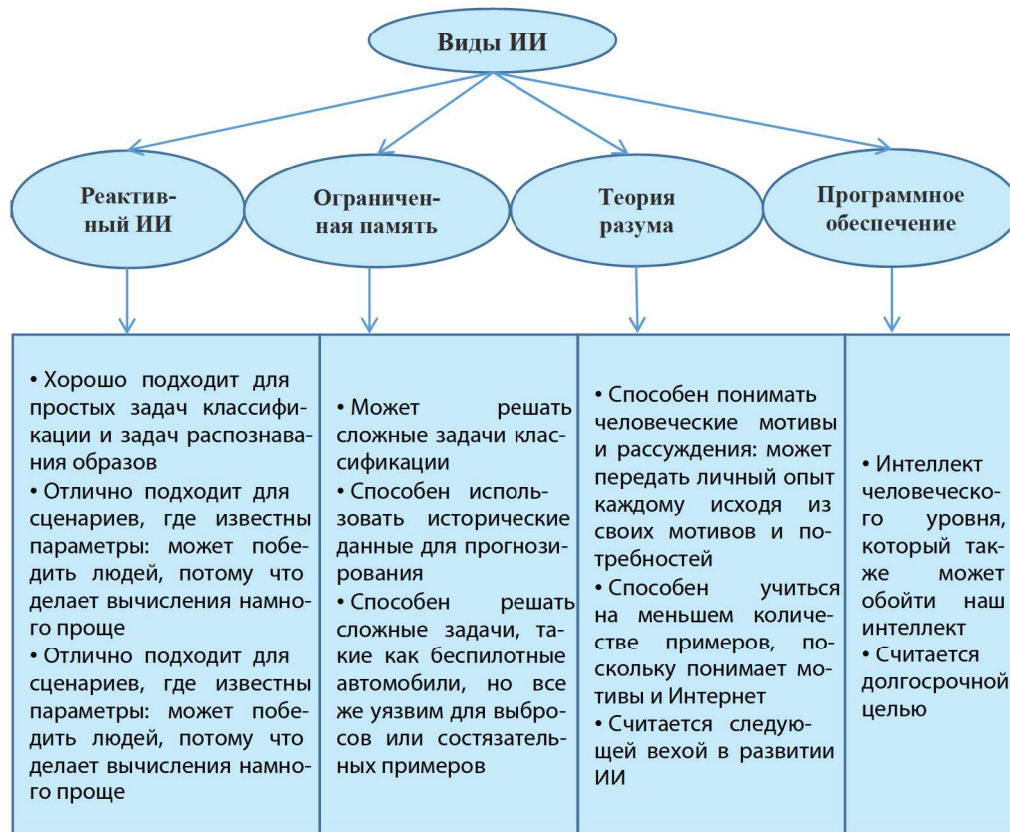 Виды ИИ
Реактив-
ный ИИ
Ограничен-
ная память
Теория
разума
Программное
обеспечение
• Хорошо подходит для
простых задач классифи-
кации и задач распознава-
ния образов
• Отлично подходит для
сценариев, где известны
параметры: может побе-
дить людей, потому что
делает вычисления намно-
го проще
• Отлично подходит для
сценариев, где известны
параметры: может побе-
дить людей, потому что
делает вычисления намно-
го проще
• Может решать
сложные задачи клас-
сификации
• Способен исполь-
зовать исторические
данные для прогнози-
рования
• Способен решать
сложные задачи, та-
кие как беспилотные
автомобили, но все
же уязвим для выбро-
сов или состязатель-
ных примеров
• Способен понимать
человеческие мотивы
и рассуждения: может
передать личный опыт
каждому исходя из
своих мотивов и по-
требностей
• Способен учиться
на меньшем количе-
стве примеров, по-
скольку понимает мо-
тивы и Интернет
• Считается следую-
щей вехой в развитии
ИИ
• Интеллект
человеческо-
го уровня,
который так-
же может
обойти наш
интеллект
• Считается
долгосрочной
целью